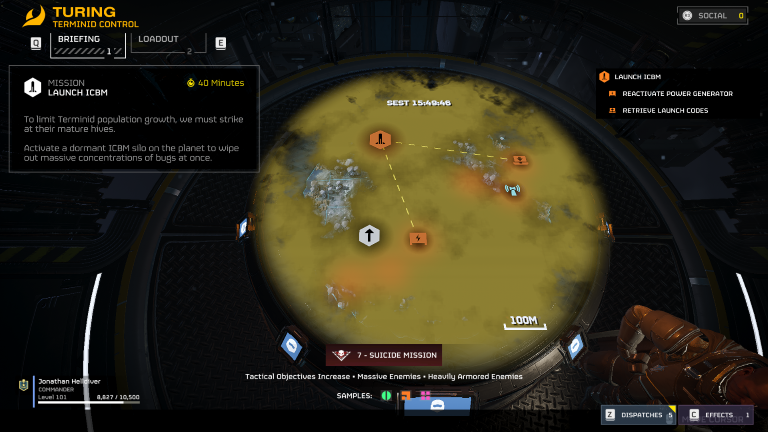 TURING
TERMINID CONTROL
SOCIAL 0
Q
BRIEFING
1
LOADOUT
2
E
MISSION
LAUNCH ICBM
40 Minutes
To limit Terminid population growth, we must strike
at their mature hives.
Activate a dormant ICBM silo on the planet to wipe
out massive concentrations of bugs at once.
LAUNCH ICBM
REACTIVATE POWER GENERATOR
RETRIEVE LAUNCH CODES
SEST 15:49:46
100M
7 - SUICIDE MISSION
Tactical Objectives Increase • Massive Enemies • Heavily Armored Enemies
SAMPLES:
Jonathan Helldiver
COMMANDER
Level 101
8,827 / 10,500
Z
DISPATCHES
5
C
EFFECTS
1
CURSOR